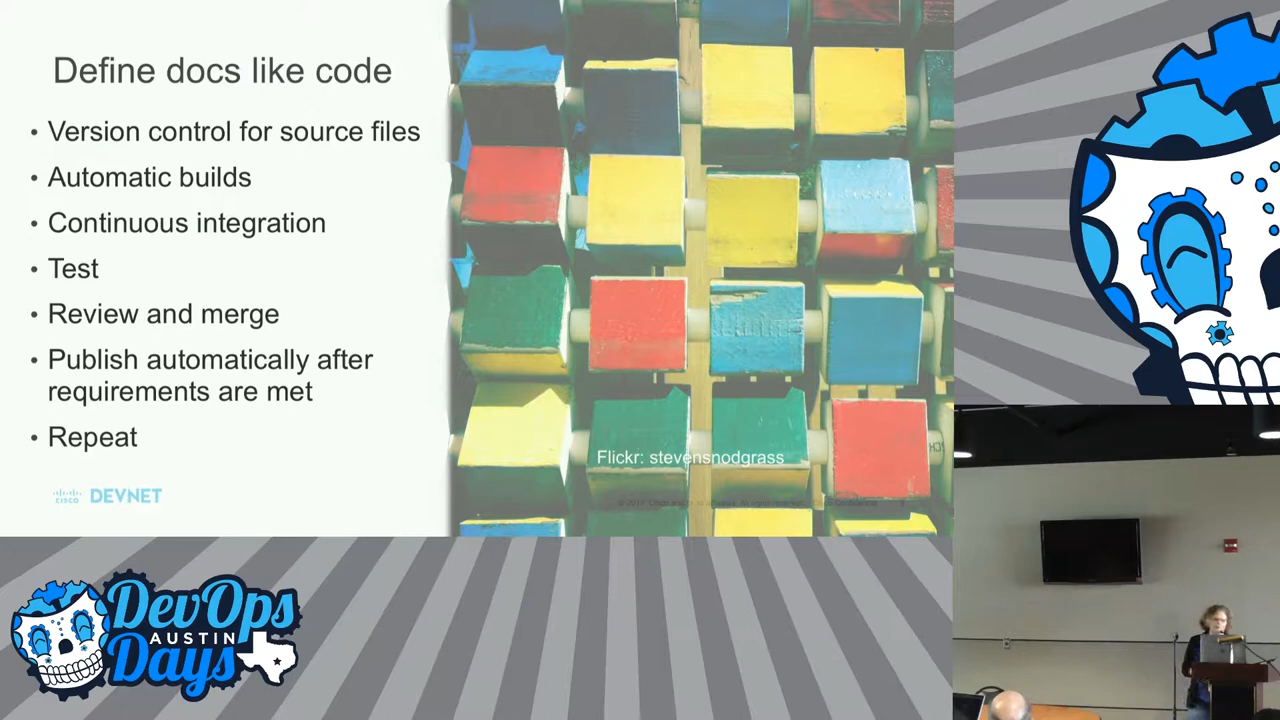 Define docs like code
• Version control for source files
• Automatic builds
• Continuous integration
• Test
• Review and merge
• Publish automatically after
requirements are met
• Repeat
Flickr: stevensnodgrass
CISCO DEVNET
DevOps
AUSTIN
Days